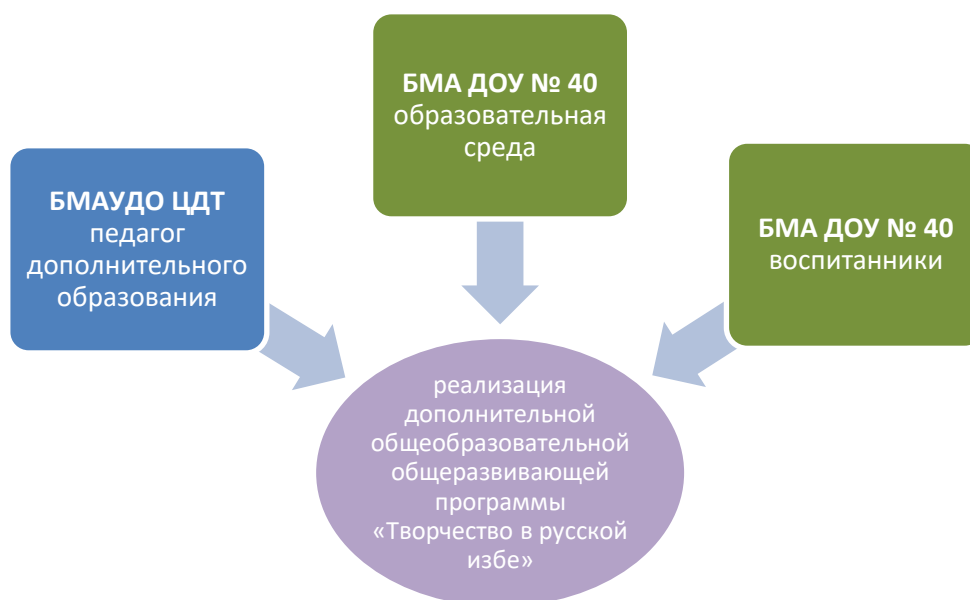 БМА ДОУ № 40
образовательная
среда
БМАУДО ЦДТ
педагог
дополнительного
образования
БМА ДОУ № 40
воспитанники
реализация
дополнительной
общеобразовательной
общеразвивающей
программы
«Творчество в русской
избе»